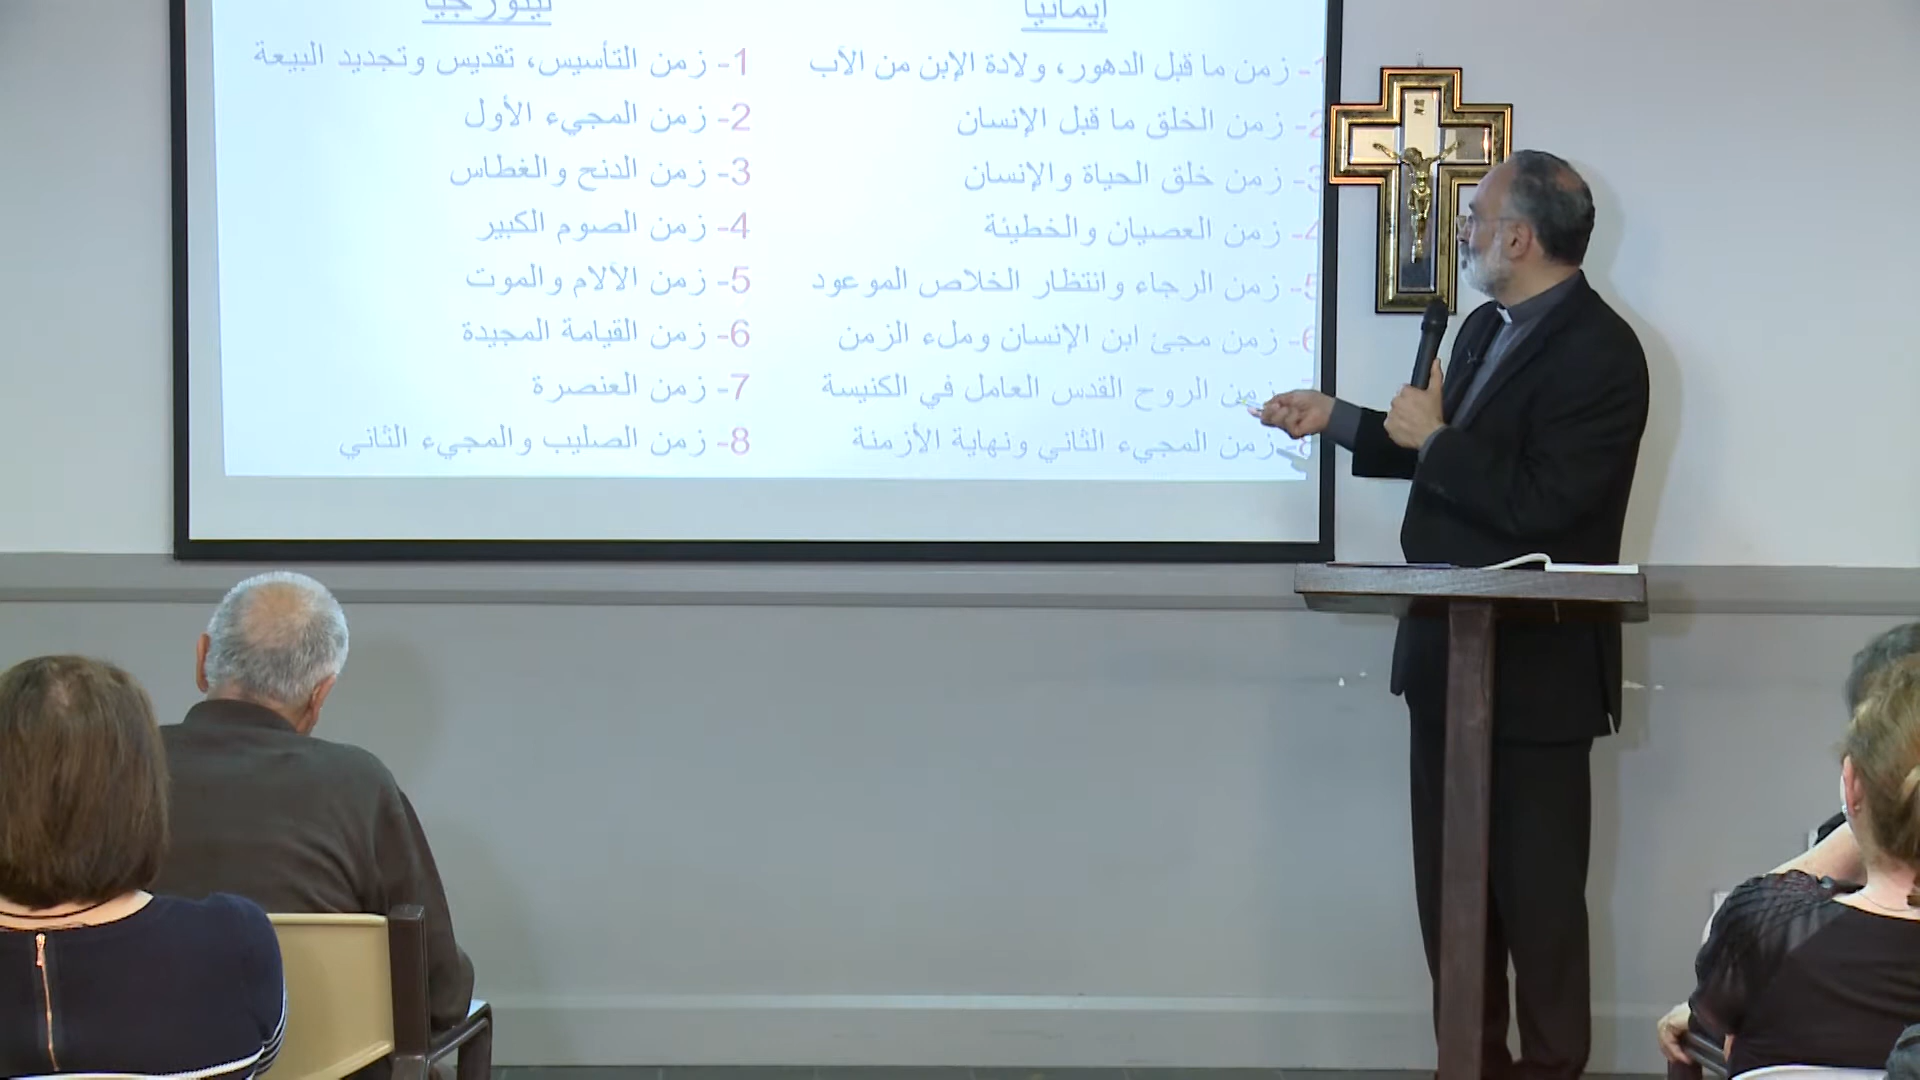 إيمانيا
1- زمن ما قبل الدهور، ولادة الإبن من الآب
2- زمن الخلق ما قبل الإنسان
3- زمن خلق الحياة والإنسان
4- زمن العصيان والخطيئة
5- زمن الرجاء وانتظار الخلاص الموعود
6- زمن مجئ ابن الإنسان وملء الزمن
زمن الروح القدس العامل في الكنيسة
8- زمن المجيء الثاني ونهاية الأزمنة
ليتورجيا
1- زمن التأسيس، تقديس وتجديد البيعة
2- زمن المجيء الأول
3- زمن الدنح والغطاس
4- زمن الصوم الكبير
5- زمن الآلام والموت
6- زمن القيامة المجيدة
7- زمن العنصرة
8- زمن الصليب والمجيء الثاني